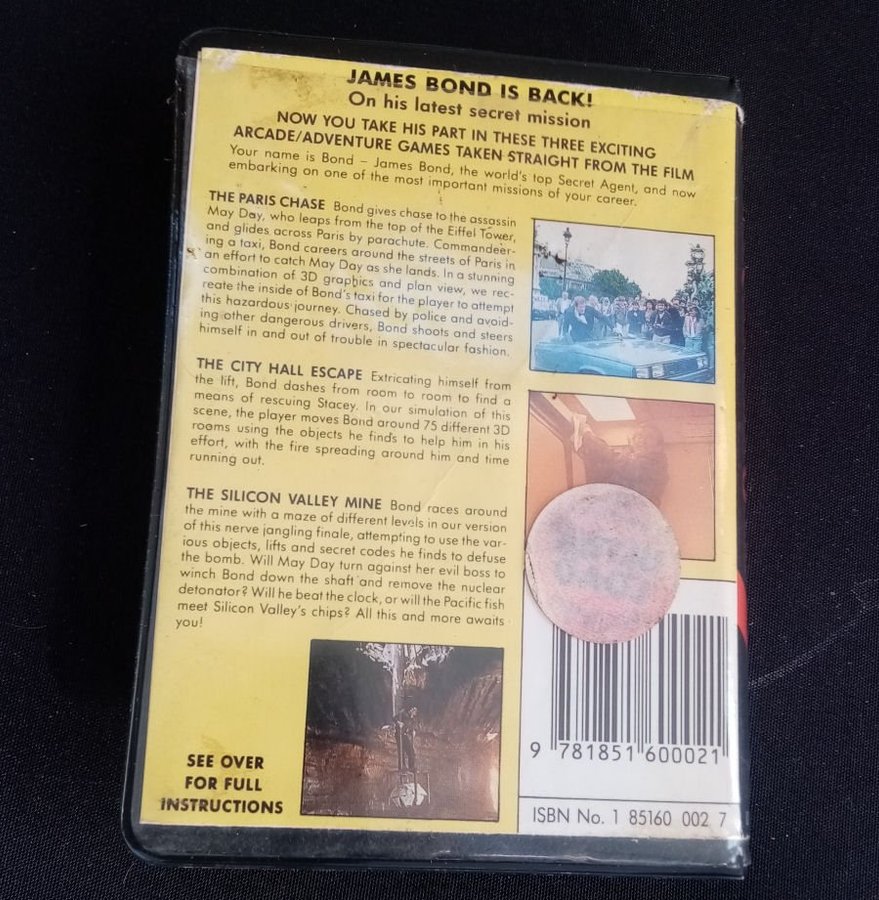 JAMES BOND IS BACK!
On his latest secret mission
NOW YOU TAKE HIS PART IN THESE THREE EXCITING
ARCADE/ADVENTURE GAMES TAKEN STRAIGHT FROM THE FILM
Your name is Bond – James Bond, the world's top Secret Agent, and now
embarking on one of the most important missions of your career.
THE PARIS CHASE Bond gives chase to the assassin
May Day, who leaps from the top of the Eiffel Tower,
and glides across Paris by parachute. Commandeer-
ing a taxi, Bond careers around the streets of Paris in
an effort to catch May Day as she lands. In a stunning
combination of 3D graphics and plan view, we rec-
reate the inside of Bond's taxi for the player to attempt
this hazardous journey. Chased by police and avoid-
ing other dangerous drivers, Bond shoots and steers
himself in and out of trouble in spectacular fashion.
THE CITY HALL ESCAPE Extricating himself from
the lift, Bond dashes from room to room to find a
means of rescuing Stacey. In our simulation of this
scene, the player moves Bond around 75 different 3D
rooms using the objects he finds to help him in his
effort, with the fire spreading around him and time
running out.
THE SILICON VALLEY MINE Bond races around
the mine with a maze of different levels in our version
of this nerve jangling finale, attempting to use the var-
ious objects, lifts and secret codes he finds to defuse
the bomb. Will May Day turn against her evil boss to
winch Bond down the shaft and remove the nuclear
detonator? Will he beat the clock, or will the Pacific fish
meet Silicon Valley's chips? All this and more awaits
you!
SEE OVER
FOR FULL
INSTRUCTIONS
9 781851 600021
ISBN No. 1 85160 002 7